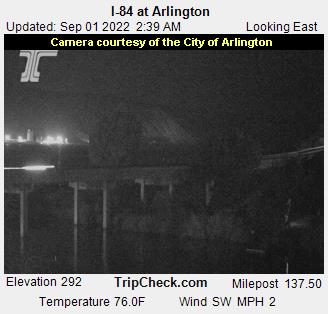 I-84 at Arlington
Updated: Sep 01 2022 2:39 AM Looking East
Camera courtesy of the City of Arlington
Elevation 292 TripCheck.com Milepost 137.50
Temperature 76.0F Wind SW MPH 2